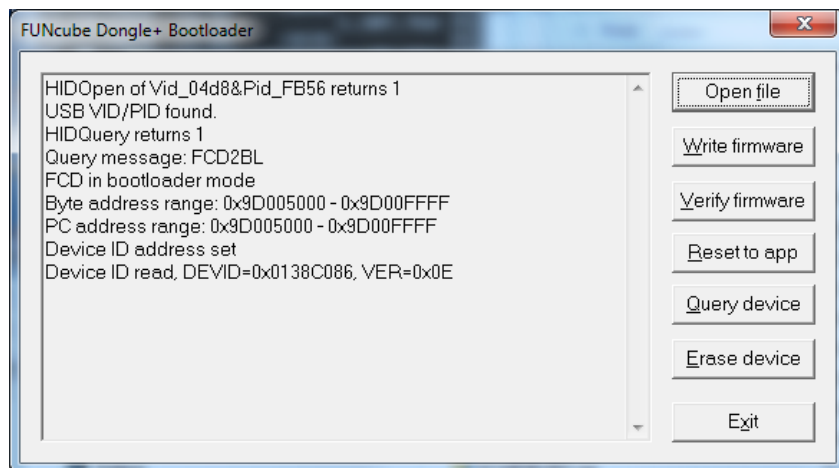 FUNcube Dongle+ Bootloader
HIDOpen of Vid_04d8&Pid_FB56 returns 1
USB VID/PID found.
HIDQuery returns 1
Query message: FCD2BL
FCD in bootloader mode
Byte address range: 0x9D005000 - 0x9D00FFFF
PC address range: 0x9D005000 - 0x9D00FFFF
Device ID address set
Device ID read, DEVID=0x0138C086, VER=0x0E
Open file
Write firmware
Verify firmware
Reset to app
Query device
Erase device
Exit